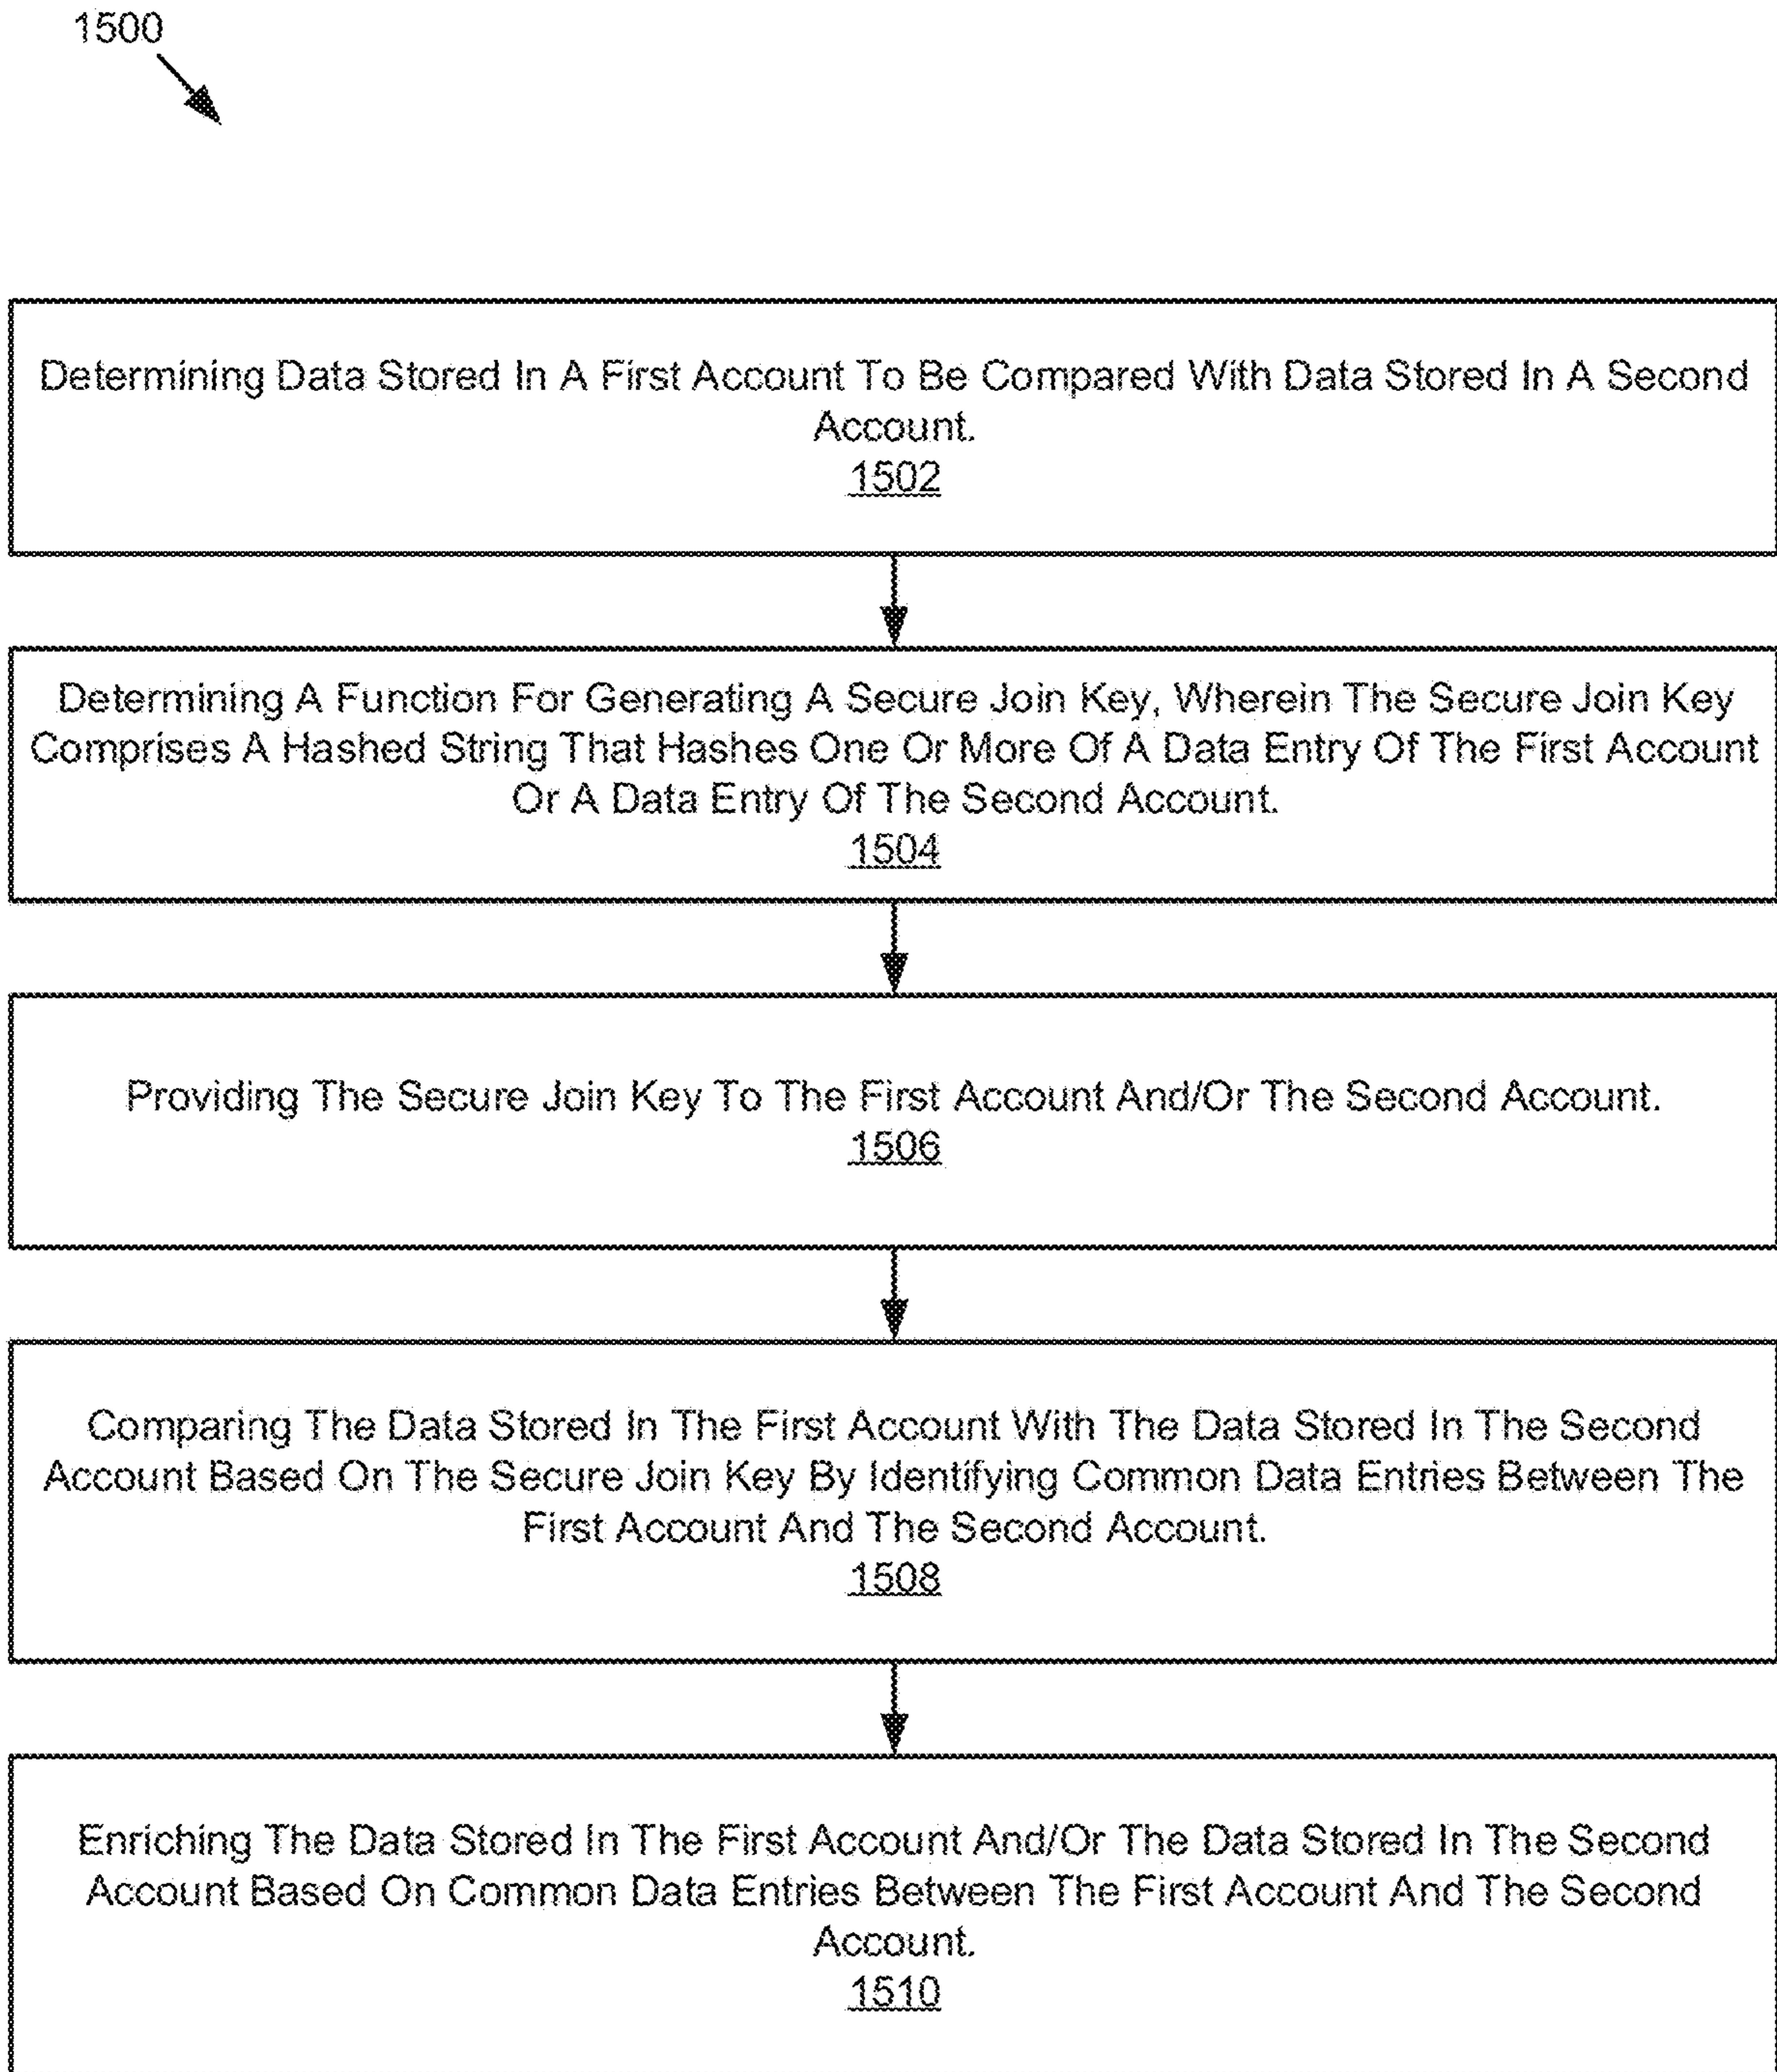 1500
Determining Data Stored In A First Account To Be Compared With Data Stored In A Second
Account.
1502
Determining A Function For Generating A Secure Join Key, Wherein The Secure Join Key
Comprises A Hashed String That Hashes One Or More Of A Data Entry Of The First Account
Or A Data Entry Of The Second Account.
1504
Providing The Secure Join Key To The First Account And/Or The Second Account.
1506
Comparing The Data Stored In The First Account With The Data Stored In The Second
Account Based On The Secure Join Key By Identifying Common Data Entries Between The
First Account And The Second Account.
1508
Enriching The Data Stored In The First Account And/Or The Data Stored In The Second
Account Based On Common Data Entries Between The First Account And The Second
Account.
1510